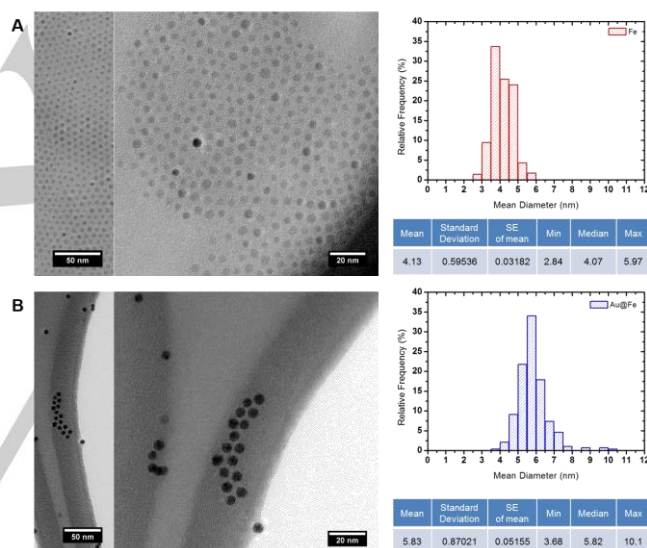 A
50 nm
20 nm
Relative Frequency (%)
40
35
30
25
20
15
10
5
0
Fe
0 1 2 3 4 5 6 7 8 9 10 11 12
Mean Diameter (nm)
Mean Standard Deviation SE of mean Min Median Max
4.13 0.59536 0.03182 2.84 4.07 5.97
B
50 nm
20 nm
Relative Frequency (%)
40
35
30
25
20
15
10
5
0
Au@Fe
0 1 2 3 4 5 6 7 8 9 10 11 12
Mean Diameter (nm)
Mean Standard Deviation SE of mean Min Median Max
5.83 0.87021 0.05155 3.68 5.82 10.1